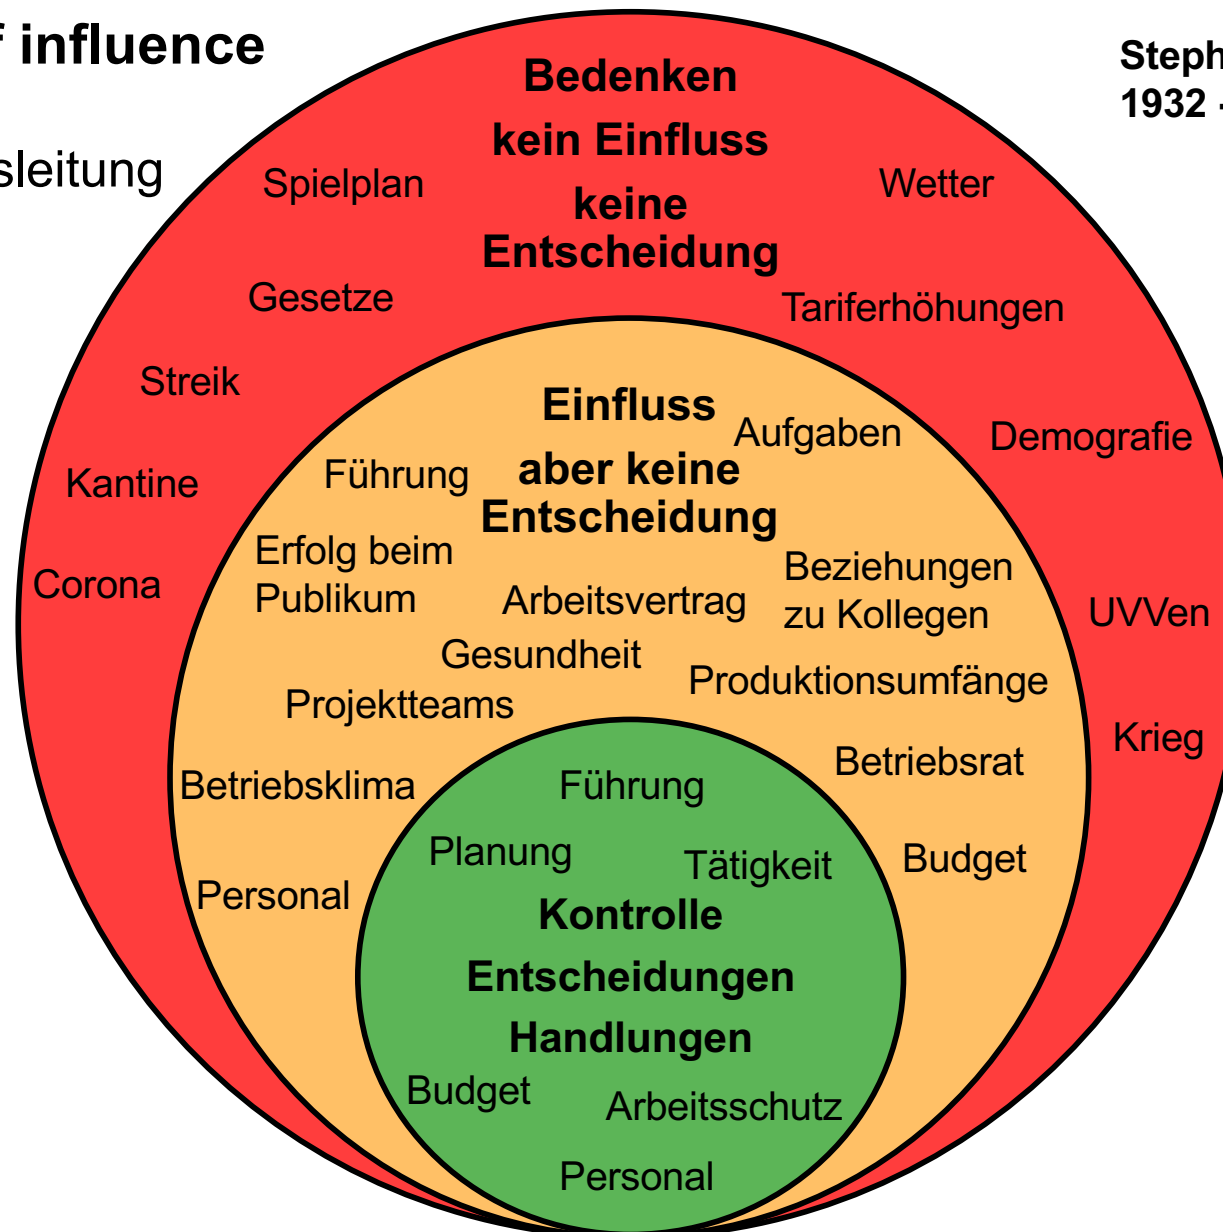 f influence
Steph
1932 -
sleitung
Bedenken
kein Einfluss
keine
Entscheidung
Spielplan
Wetter
Gesetze
Tariferhöhungen
Streik
Kantine
Demografie
Corona
UVVen
Krieg
Einfluss
aber keine
Entscheidung
Aufgaben
Führung
Erfolg beim
Publikum
Arbeitsvertrag
Beziehungen
zu Kollegen
Gesundheit
Produktionsumfänge
Projektteams
Betriebsrat
Betriebsklima
Budget
Personal
Führung
Planung
Tätigkeit
Kontrolle
Entscheidungen
Handlungen
Budget
Arbeitsschutz
Personal